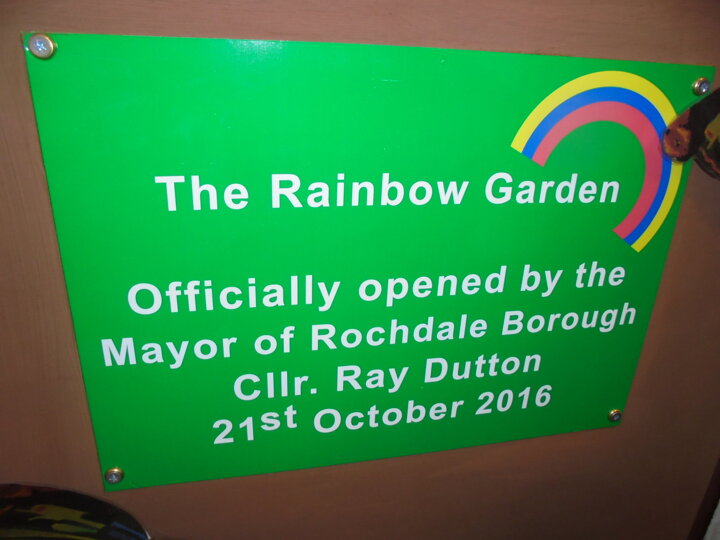 The Rainbow Garden
Officially opened by the
Mayor of Rochdale Borough
Cllr. Ray Dutton
21st October 2016